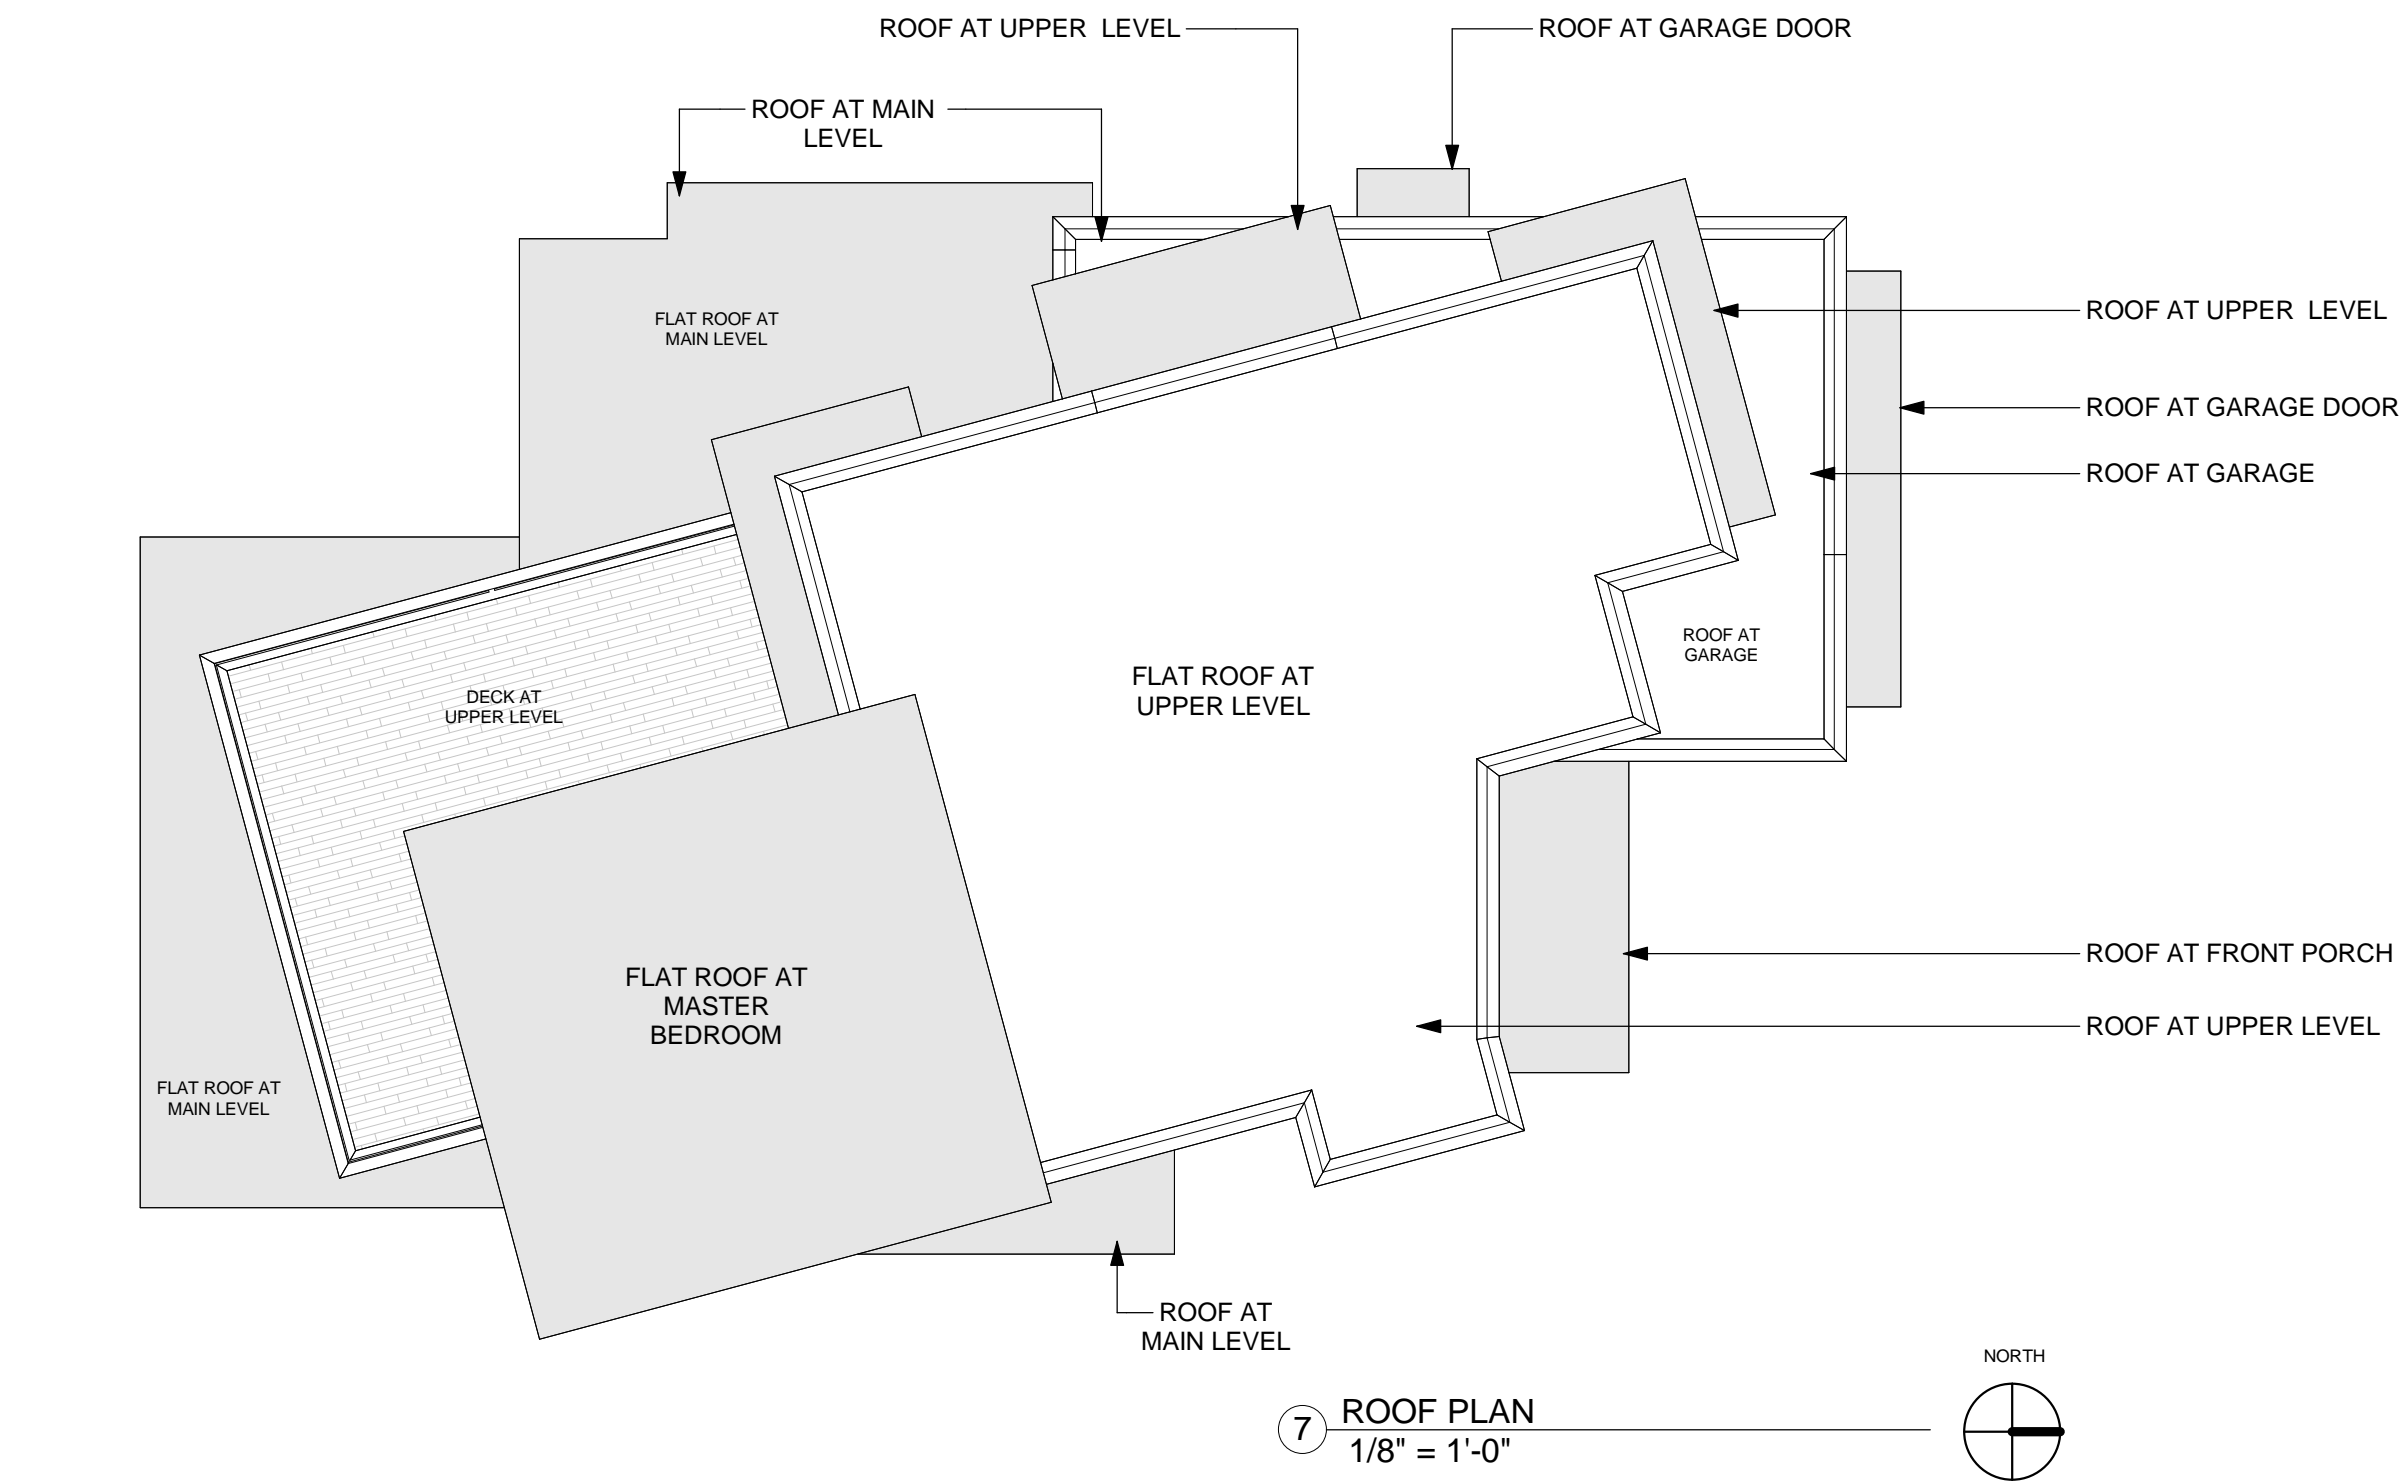 ROOF AT UPPER  LEVEL
ROOF AT GARAGE DOOR
ROOF AT MAIN
LEVEL
FLAT ROOF AT
MAIN LEVEL
ROOF AT UPPER  LEVEL
ROOF AT GARAGE DOOR
ROOF AT GARAGE
ROOF AT
GARAGE
FLAT ROOF AT
UPPER LEVEL
DECK AT
UPPER LEVEL
FLAT ROOF AT
MASTER
BEDROOM
ROOF AT FRONT PORCH
ROOF AT UPPER LEVEL
FLAT ROOF AT
MAIN LEVEL
ROOF AT
MAIN LEVEL
NORTH
7
ROOF PLAN
1/8" = 1'-0"